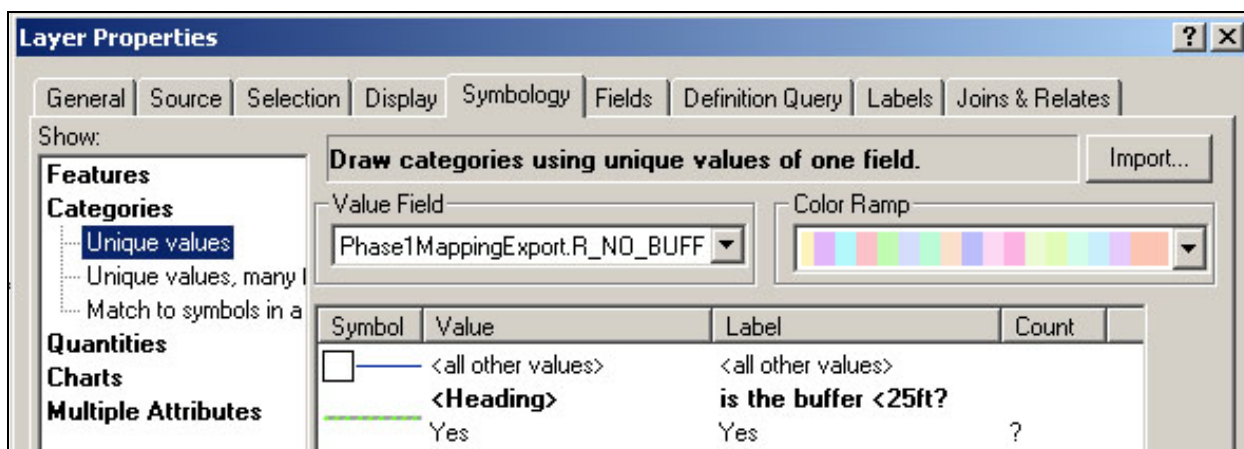 Layer Properties
General Source Selection Display Symbology Fields Definition Query Labels Joins & Relates
Show:
Features
Categories
Unique values
Unique values, many
Match to symbols in a
Quantities
Charts
Multiple Attributes
Draw categories using unique values of one field.
Import...
Value Field
Phase1MappingExport.R_NO_BUFF
Color Ramp
Symbol Value Label Count
<all other values> <all other values>
<Heading> is the buffer <25ft?
Yes Yes ?